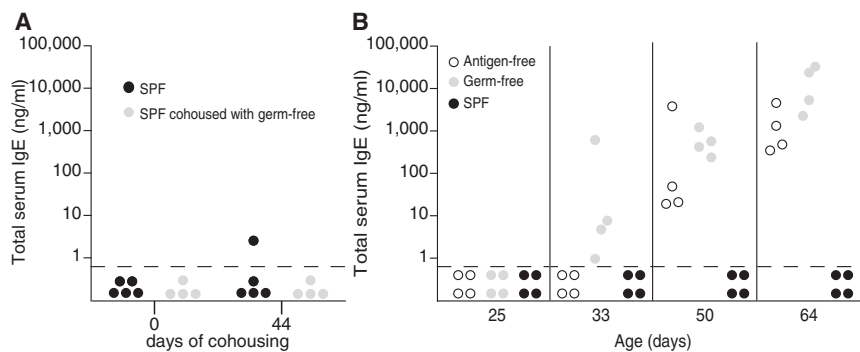 A
Total serum IgE (ng/ml)
100,000
10,000
1,000
100
10
1
SPF
SPF cohoused with germ-free
0
44
days of cohousing
B
Total serum IgE (ng/ml)
100,000
10,000
1,000
100
10
1
Antigen-free
Germ-free
SPF
25
33
50
64
Age (days)